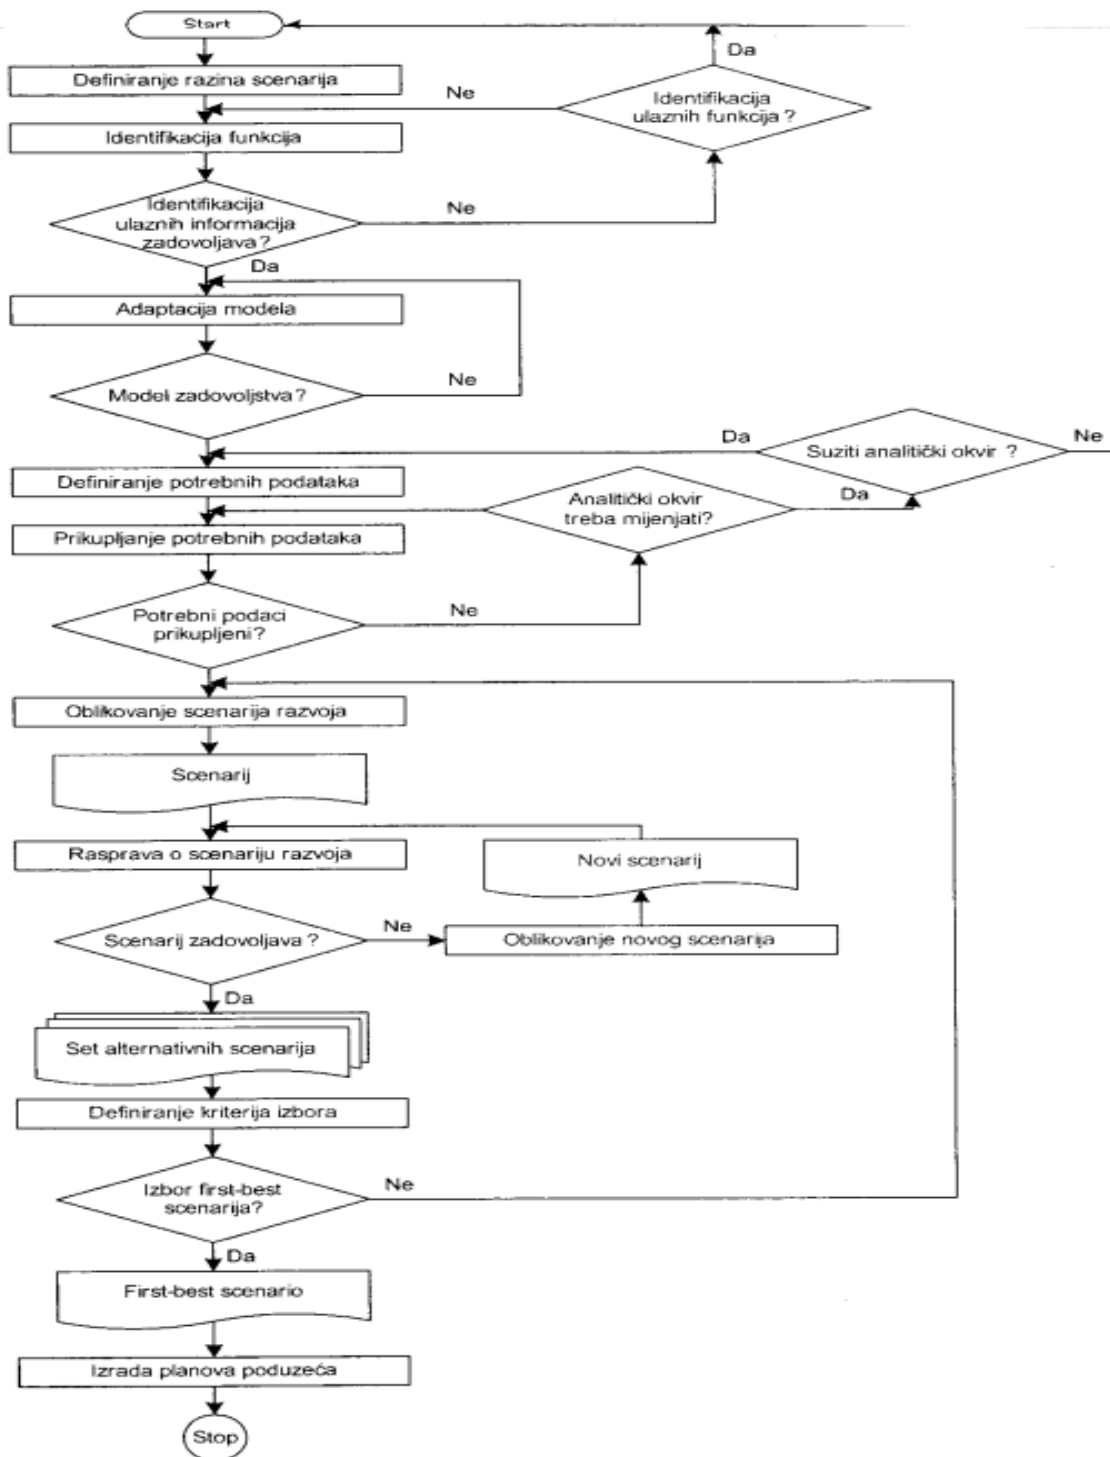 Start
Da
Definiranje razina scenarija
Ne
Identifikacija
ulaznih funkcija ?
Identifikacija funkcija
Identifikacija
ulaznih informacija
zadovoljava?
Ne
Da
Adaptacija modela
Model zadovoljstva ?
Ne
Da
Suziti analitički okvir ?
Ne
Definiranje potrebnih podataka
Analitički okvir
treba mijenjati?
Da
Prikupljanje potrebnih podataka
Potrebni podaci
prikupljeni?
Ne
Oblikovanje scenarija razvoja
Scenarij
Rasprava o scenariju razvoja
Novi scenarij
Scenarij zadovoljava ?
Ne
Oblikovanje novog scenarija
Da
Set alternativnih scenarija
Definiranje kriterija izbora
Izbor first-best
scenarija?
Ne
Da
First-best scenario
Izrada planova poduzeća
Stop